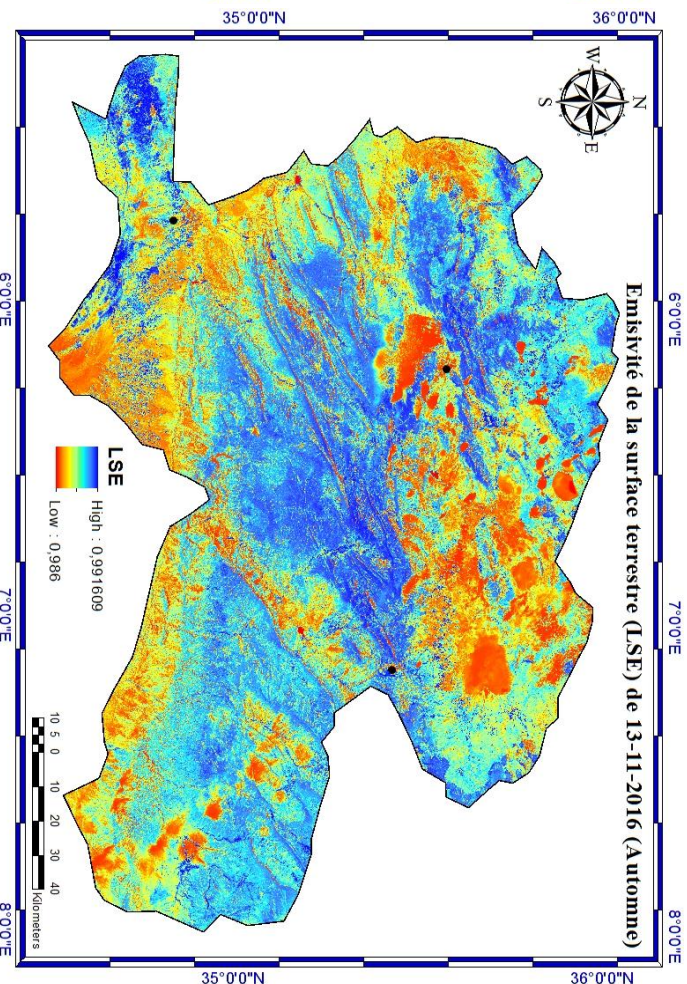 Emisivité de la surface terrestre (LSE) de 13-11-2016 (Automne)
6°0'0"E
7°0'0"E
8°0'0"E
36°0'0"N
36°0'0"N
35°0'0"N
35°0'0"N
N
W
E
S
LSE
High : 0,991609
Low : 0,986
10 5 0 10 20 30 40
Kilometers
6°0'0"E
7°0'0"E
8°0'0"E